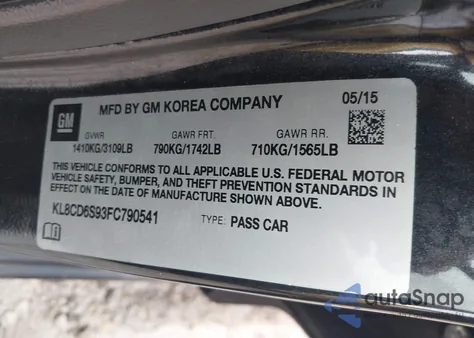 GM
MFD BY GM KOREA COMPANY 05/15
GVWR GAWR FRT. GAWR RR.
1410KG/3109LB 790KG/1742LB 710KG/1565LB
THIS VEHICLE CONFORMS TO ALL APPLICABLE U.S. FEDERAL MOTOR
VEHICLE SAFETY, BUMPER, AND THEFT PREVENTION STANDARDS
IN EFFECT ON THE DATE OF MANUFACTURE SHOWN ABOVE.
KL8CD6S93FC790541 TYPE: PASS CAR
autoSnap